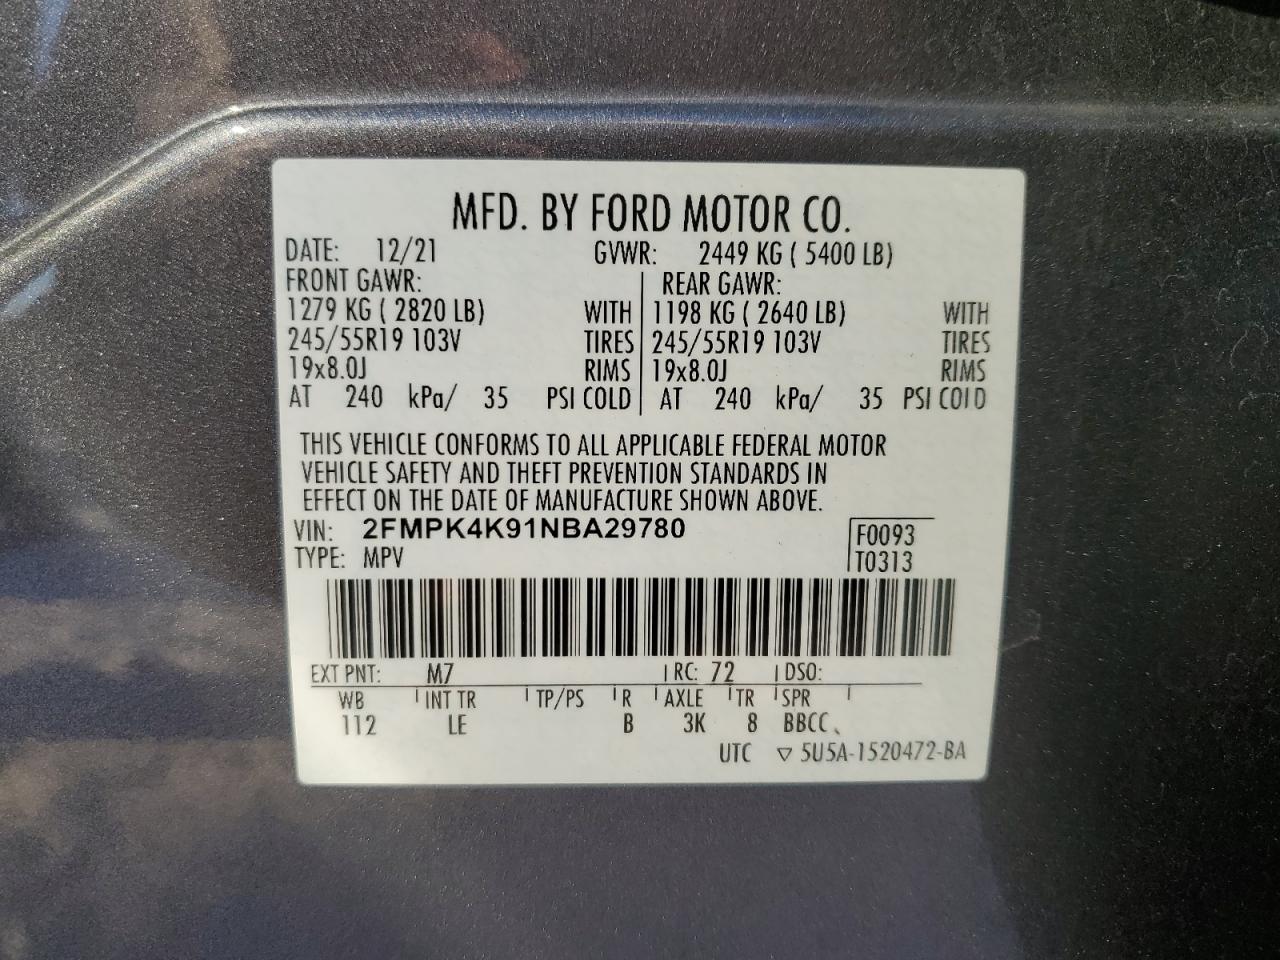 MFD. BY FORD MOTOR CO.
DATE: 12/21 GVWR: 2449 KG ( 5400 LB)
FRONT GAWR: REAR GAWR:
1279 KG ( 2820 LB) WITH 1198 KG ( 2640 LB) WITH
245/55R19 103V TIRES 245/55R19 103V TIRES
19x8.0J RIMS 19x8.0J RIMS
AT 240 kPa/ 35 PSI COLD AT 240 kPa/ 35 PSI COLD
THIS VEHICLE CONFORMS TO ALL APPLICABLE FEDERAL MOTOR
VEHICLE SAFETY AND THEFT PREVENTION STANDARDS IN
EFFECT ON THE DATE OF MANUFACTURE SHOWN ABOVE.
VIN: 2FMPK4K91NBA29780 F0093
TYPE: MPV T0313
EXT PNT: M7 RC: 72 DSO:
WB INT TR TP/PS R AXLE TR SPR
112 LE B 3K 8 BBCC
UTC ▽ 5U5A-1520472-BA